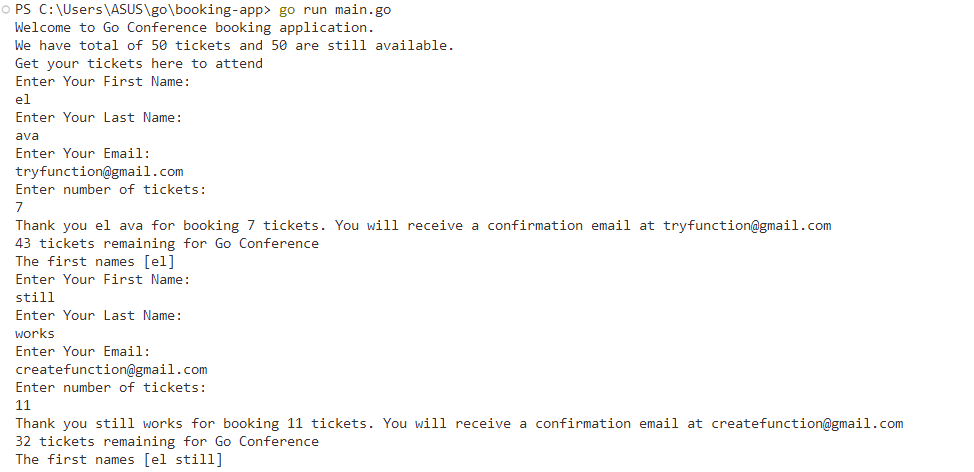 PS C:\Users\ASUS\go\booking-app> go run main.go
Welcome to Go Conference booking application.
We have total of 50 tickets and 50 are still available.
Get your tickets here to attend
Enter Your First Name:
el
Enter Your Last Name:
ava
Enter Your Email:
tryfunction@gmail.com
Enter number of tickets:
7
Thank you el ava for booking 7 tickets. You will receive a confirmation email at tryfunction@gmail.com
43 tickets remaining for Go Conference
The first names [el]
Enter Your First Name:
still
Enter Your Last Name:
works
Enter Your Email:
createfunction@gmail.com
Enter number of tickets:
11
Thank you still works for booking 11 tickets. You will receive a confirmation email at createfunction@gmail.com
32 tickets remaining for Go Conference
The first names [el still]